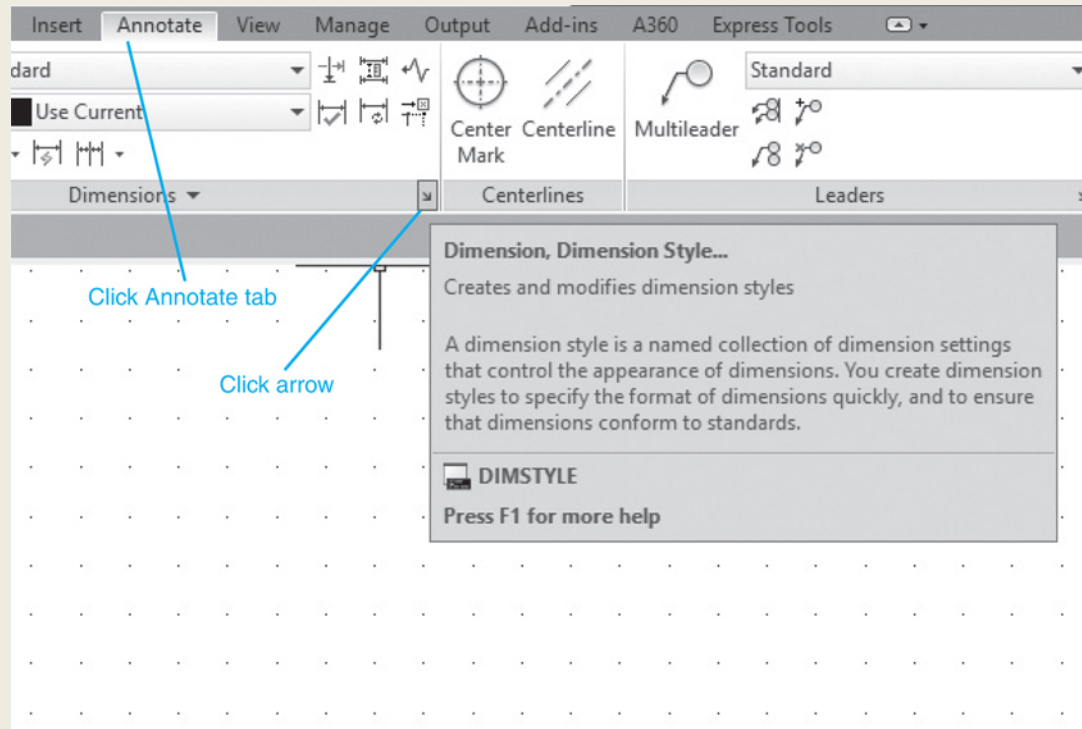 Insert Annotate View Manage Output Add-ins A360 Express Tools
dard
Standard
Use Current
Center Mark
Centerline
Multileader
Dimensions
Centerlines
Leaders
Click Annotate tab
Click arrow
Dimension, Dimension Style...
Creates and modifies dimension styles
A dimension style is a named collection of dimension settings
that control the appearance of dimensions. You create dimension
styles to specify the format of dimensions quickly, and to ensure
that dimensions conform to standards.
DIMSTYLE
Press F1 for more help